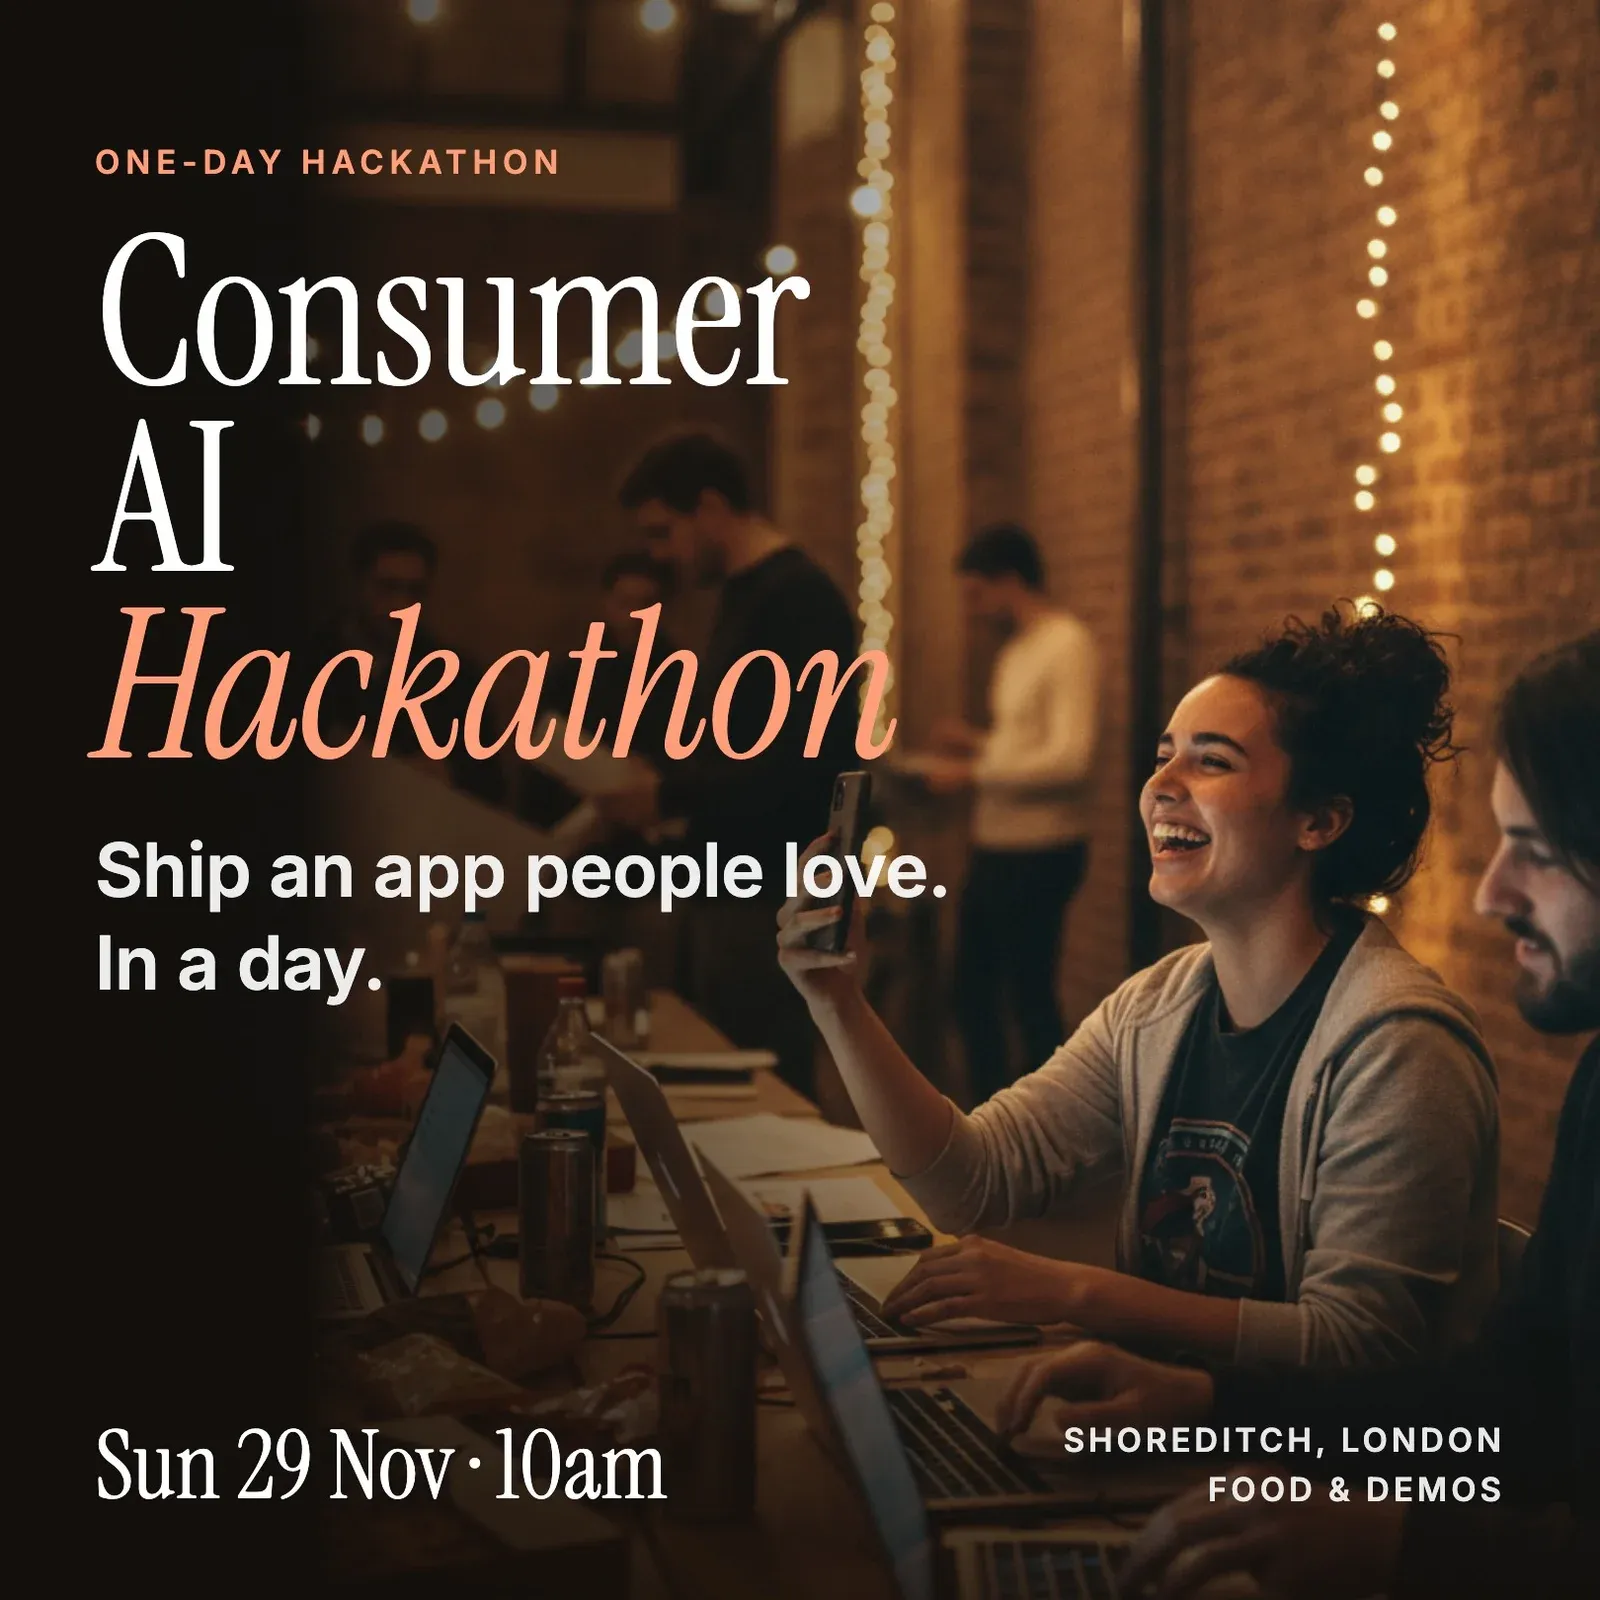 ONE-DAY HACKATHON
Consumer
AI
Hackathon
Ship an app people love.
In a day.
Sun 29 Nov · 10am
SHOREDITCH, LONDON
FOOD & DEMOS